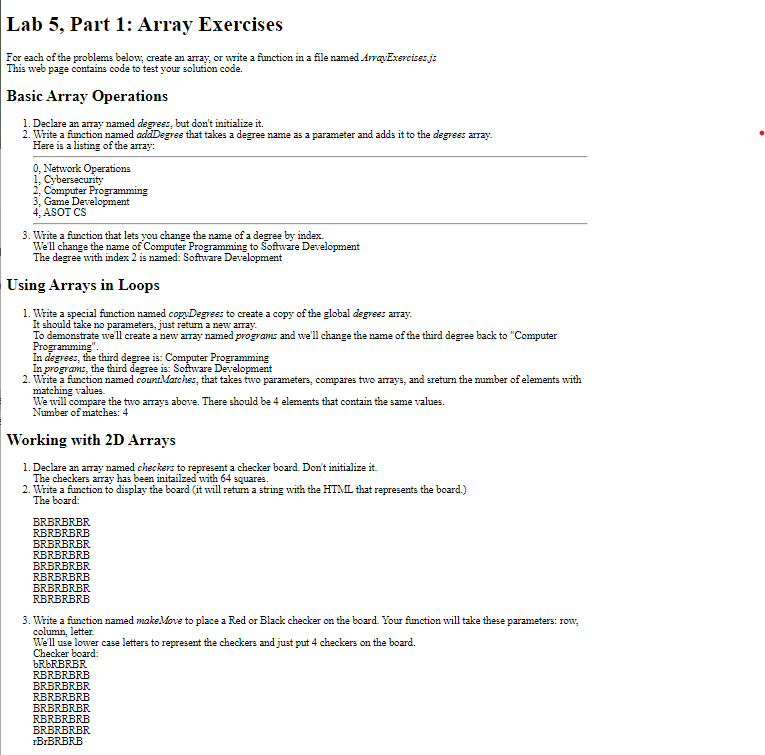 Lab 5, Part 1: Array Exercises
For each of the problems below, create an array, or write a function in a file named ArrayExercises.js
This web page contains code to test your solution code.
Basic Array Operations
1. Declare an array named degrees, but don't initialize it.
2. Write a function named addDegree that takes a degree name as a parameter and adds it to the degrees array.
Here is a listing of the array:
0, Network Operations
1, Cybersecurity
2, Computer Programming
3, Game Development
4, ASOT CS
3. Write a function that lets you change the name of a degree by index.
We'll change the name of Computer Programming to Software Development
The degree with index 2 is named: Software Development
Using Arrays in Loops
1. Write a special function named copyDegrees to create a copy of the global degrees array.
It should take no parameters, just return a new array.
To demonstrate we'll create a new array named programs and we'll change the name of the third degree back to "Computer
Programming".
In degrees, the third degree is: Computer Programming
In programs, the third degree is: Software Development
2. Write a function named countMatches, that takes two parameters, compares two arrays, and sreturn the number of elements with
matching values.
We will compare the two arrays above. There should be 4 elements that contain the same values.
Number of matches: 4
Working with 2D Arrays
1. Declare an array named checkers to represent a checker board. Don't initialize it.
The checkers array has been initailzed with 64 squares.
2. Write a function to display the board (it will return a string with the HTML that represents the board.)
The board:
BRBRBRBR
RBRBRBRB
BRBRBRBR
RBRBRBRB
BRBRBRBR
RBRBRBRB
BRBRBRBR
RBRBRBRB
3. Write a function named makeMove to place a Red or Black checker on the board. Your function will take these parameters: row,
column, letter.
We'll use lower case letters to represent the checkers and just put 4 checkers on the board.
Checker board:
bRbRBRBR
RBRBRBRB
BRBRBRBR
RBRBRBRB
BRBRBRBR
RBRBRBRB
BRBRBRBR
rBrBRBRB